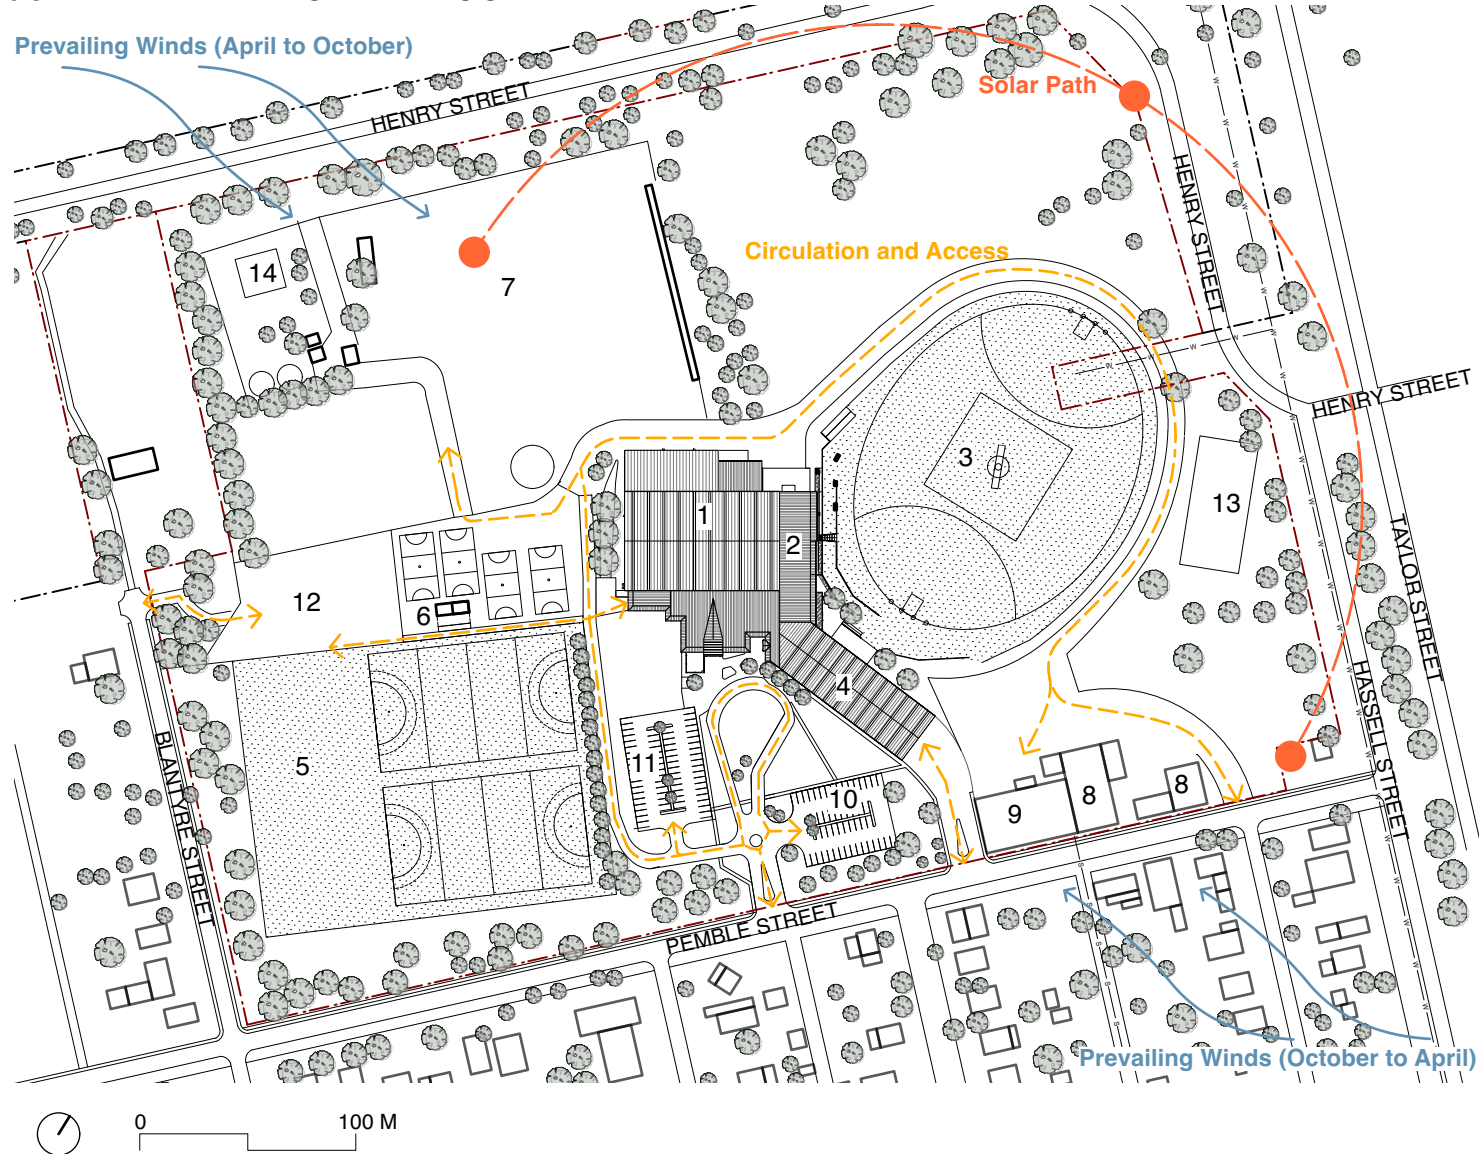 Prevailing Winds (April to October)
HENRY STREET
Solar Path
HENRY STREET
Circulation and Access
14
7
HENRY STREET
3
13
1
2
12
6
TAYLOR STREET
4
HASSELL STREET
5
BLANTYRE STREET
11
10
8
8
9
PEMBLE STREET
Prevailing Winds (October to April)
0
100 M
W
W
W
W
W
W
W
W
W
W
W
W
S
S
S